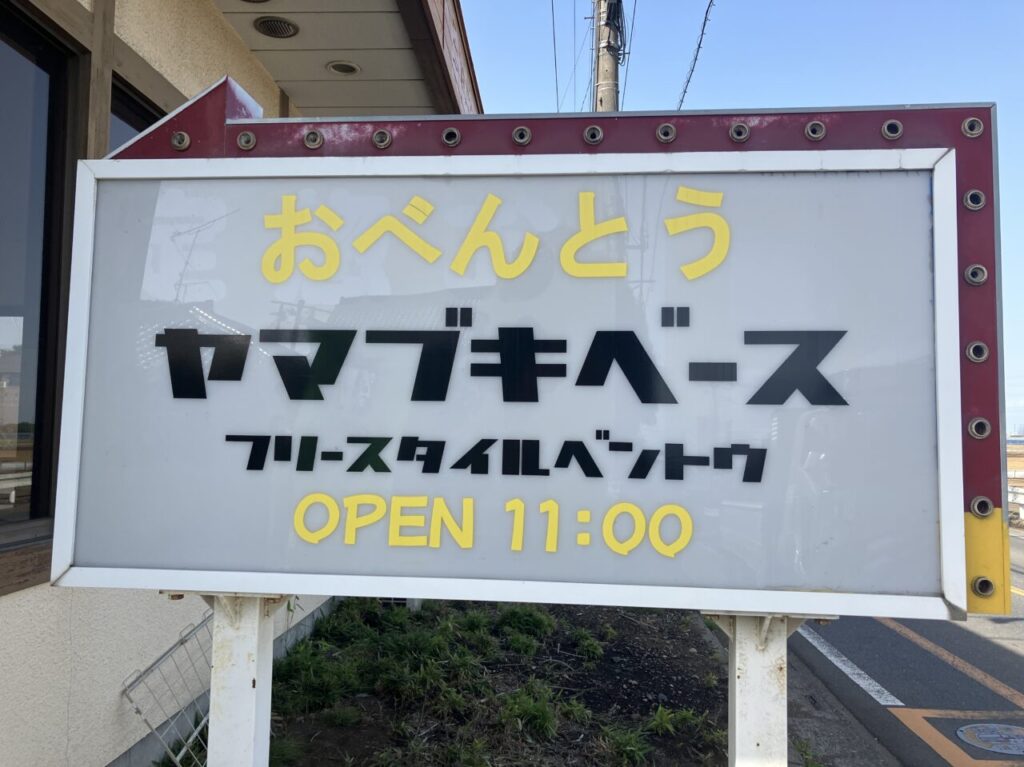 おべんとう
ヤマブキベース
フリースタイルベントウ
OPEN 11:00